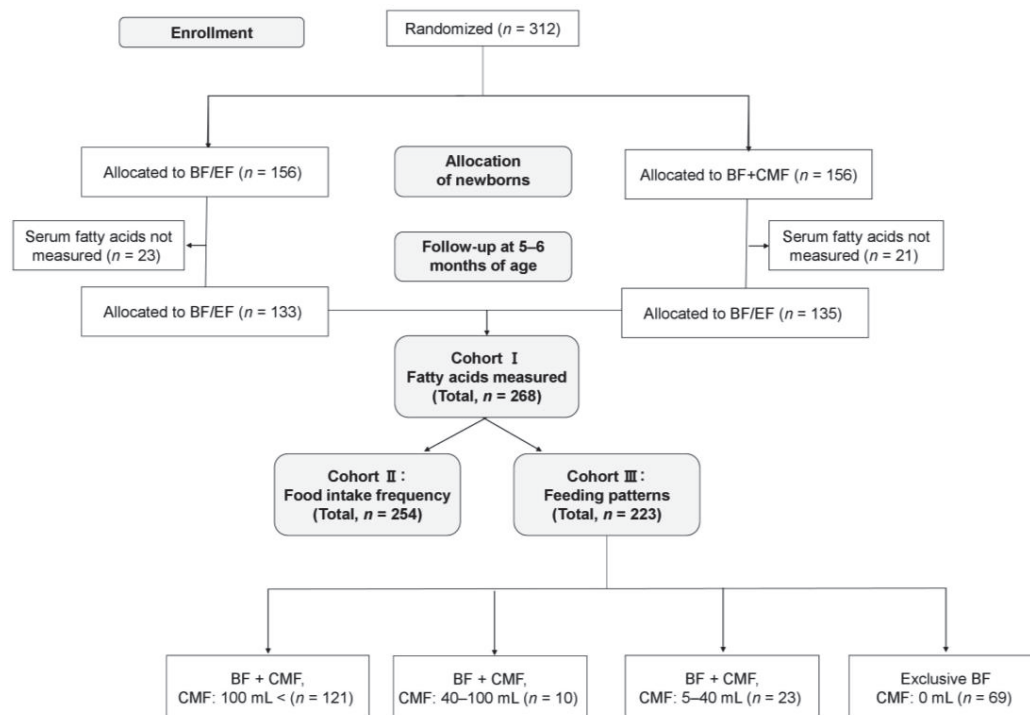 Enrollment
Randomized (n = 312)
Allocated to BF/EF (n = 156)
Allocation
of newborns
Allocated to BF+CMF (n = 156)
Serum fatty acids not
measured (n = 23)
Follow-up at 5–6
months of age
Serum fatty acids not
measured (n = 21)
Allocated to BF/EF (n = 133)
Allocated to BF/EF (n = 135)
Cohort Ⅰ
Fatty acids measured
(Total, n = 268)
Cohort Ⅱ:
Food intake frequency
(Total, n = 254)
Cohort Ⅲ:
Feeding patterns
(Total, n = 223)
BF + CMF,
CMF: 100 mL < (n = 121)
BF + CMF,
CMF: 40–100 mL (n = 10)
BF + CMF,
CMF: 5–40 mL (n = 23)
Exclusive BF
CMF: 0 mL (n = 69)